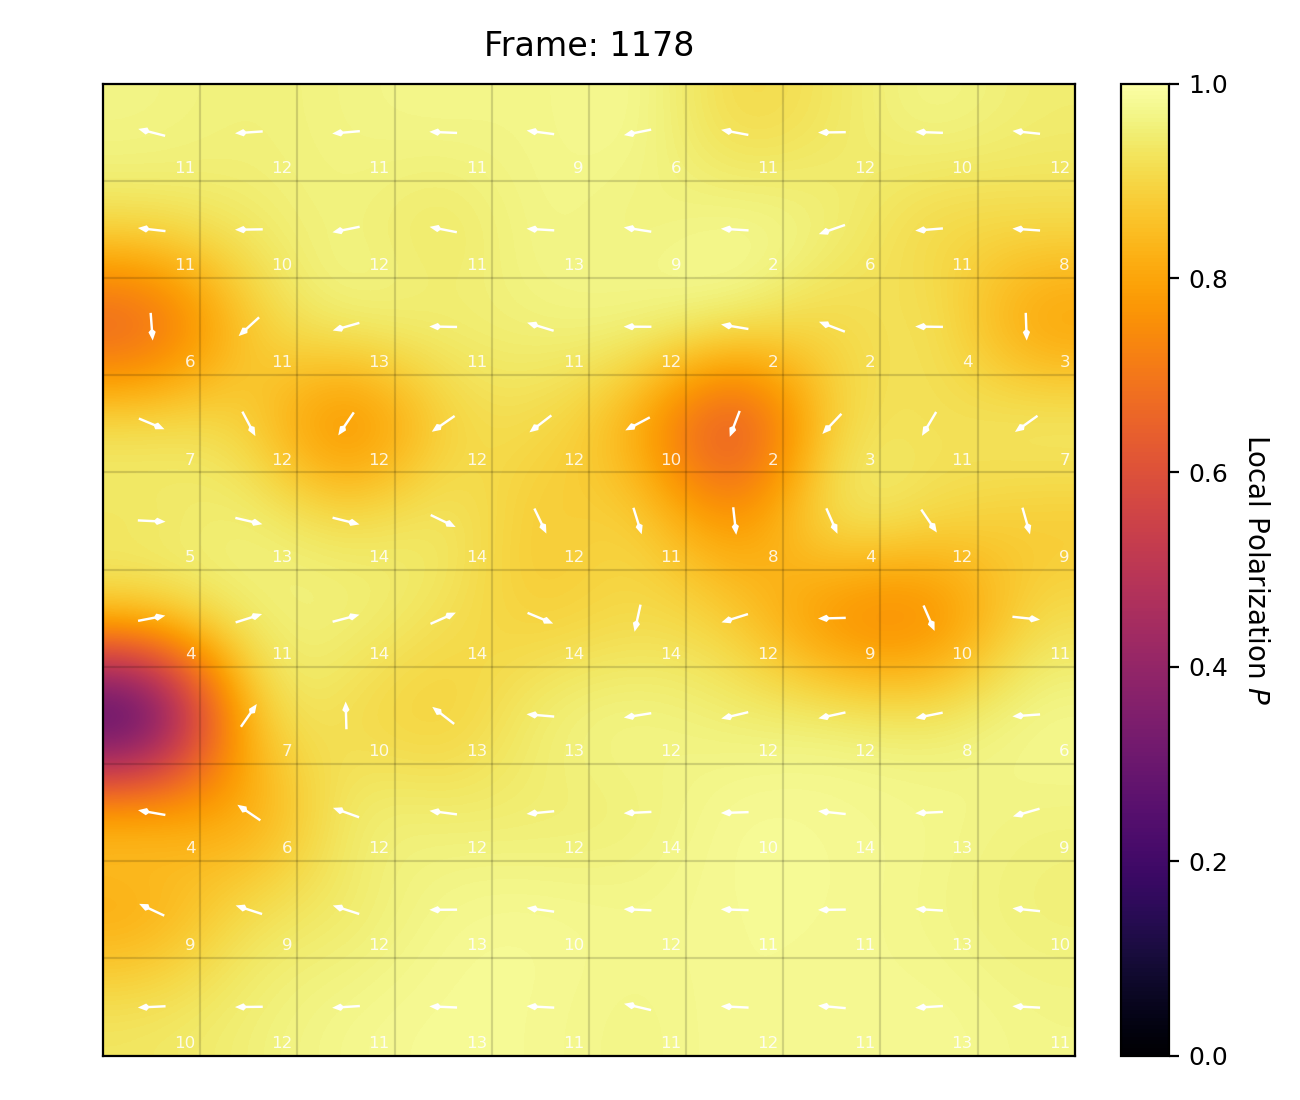 Frame: 1178
11 12 11 11 9 6 11 12 10 12
11 10 12 11 13 9 2 6 11 8
6 11 13 11 11 12 2 2 4 3
7 12 12 12 12 10 2 3 11 7
5 13 14 14 12 11 8 4 12 9
4 11 14 14 14 14 12 9 10 11
7 10 13 13 12 12 12 8 6
4 6 12 12 12 14 10 14 13 9
9 9 12 13 10 12 11 11 13 10
10 12 11 13 11 11 12 11 13 11
1.0
0.8
0.6
0.4
0.2
0.0
Local Polarization P